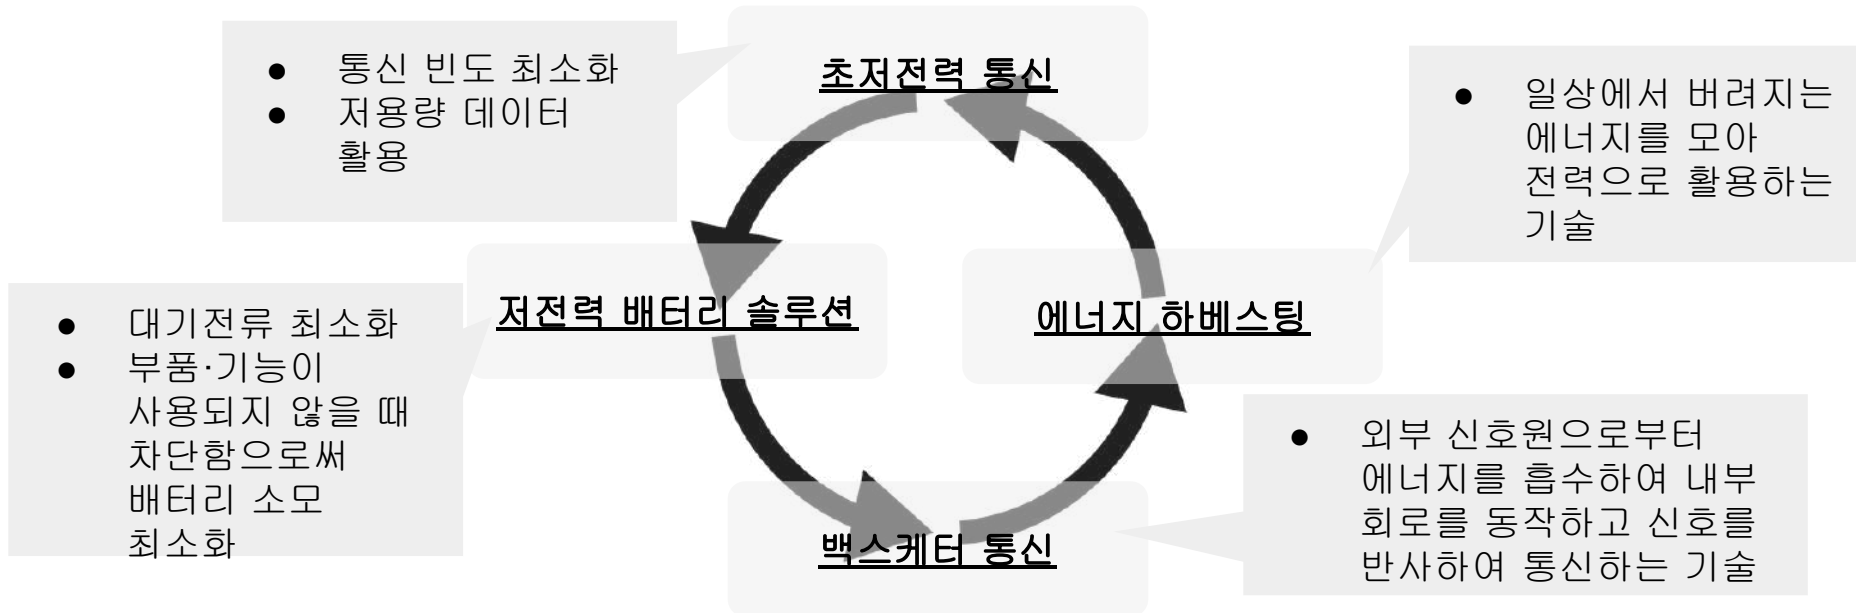 초저전력 통신
● 통신 빈도 최소화
● 저용량 데이터
활용
● 일상에서 버려지는
에너지를 모아
전력으로 활용하는
기술
저전력 배터리 솔루션
에너지 하베스팅
● 대기전류 최소화
● 부품·기능이
사용되지 않을 때
차단함으로써
배터리 소모
최소화
● 외부 신호원으로부터
에너지를 흡수하여 내부
회로를 동작하고 신호를
반사하여 통신하는 기술
백스케터 통신